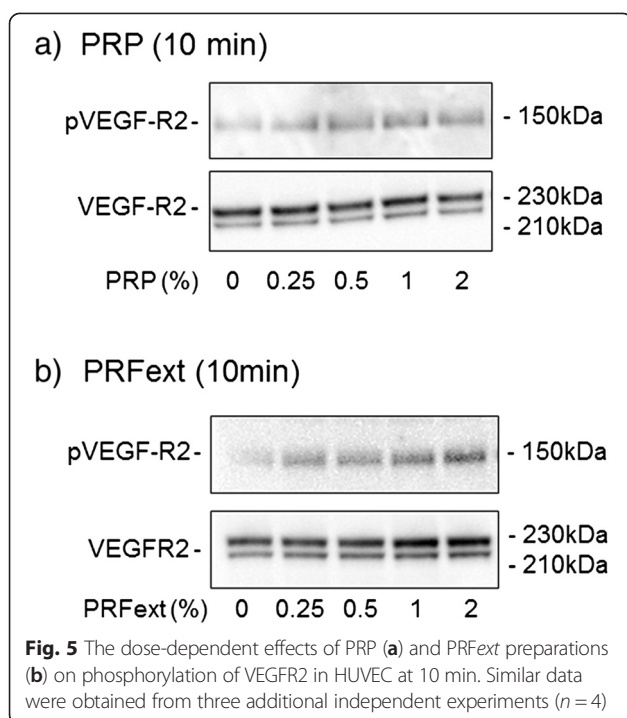 a) PRP (10 min)
pVEGF-R2- - 150kDa
VEGF-R2- - 230kDa
- 210kDa
PRP (%) 0 0.25 0.5 1 2
b) PRFext (10min)
pVEGF-R2- - 150kDa
VEGFR2- - 230kDa
- 210kDa
PRFext(%) 0 0.25 0.5 1 2
Fig. 5 The dose-dependent effects of PRP (a) and PRFext preparations
(b) on phosphorylation of VEGFR2 in HUVEC at 10 min. Similar data
were obtained from three additional independent experiments (n = 4)